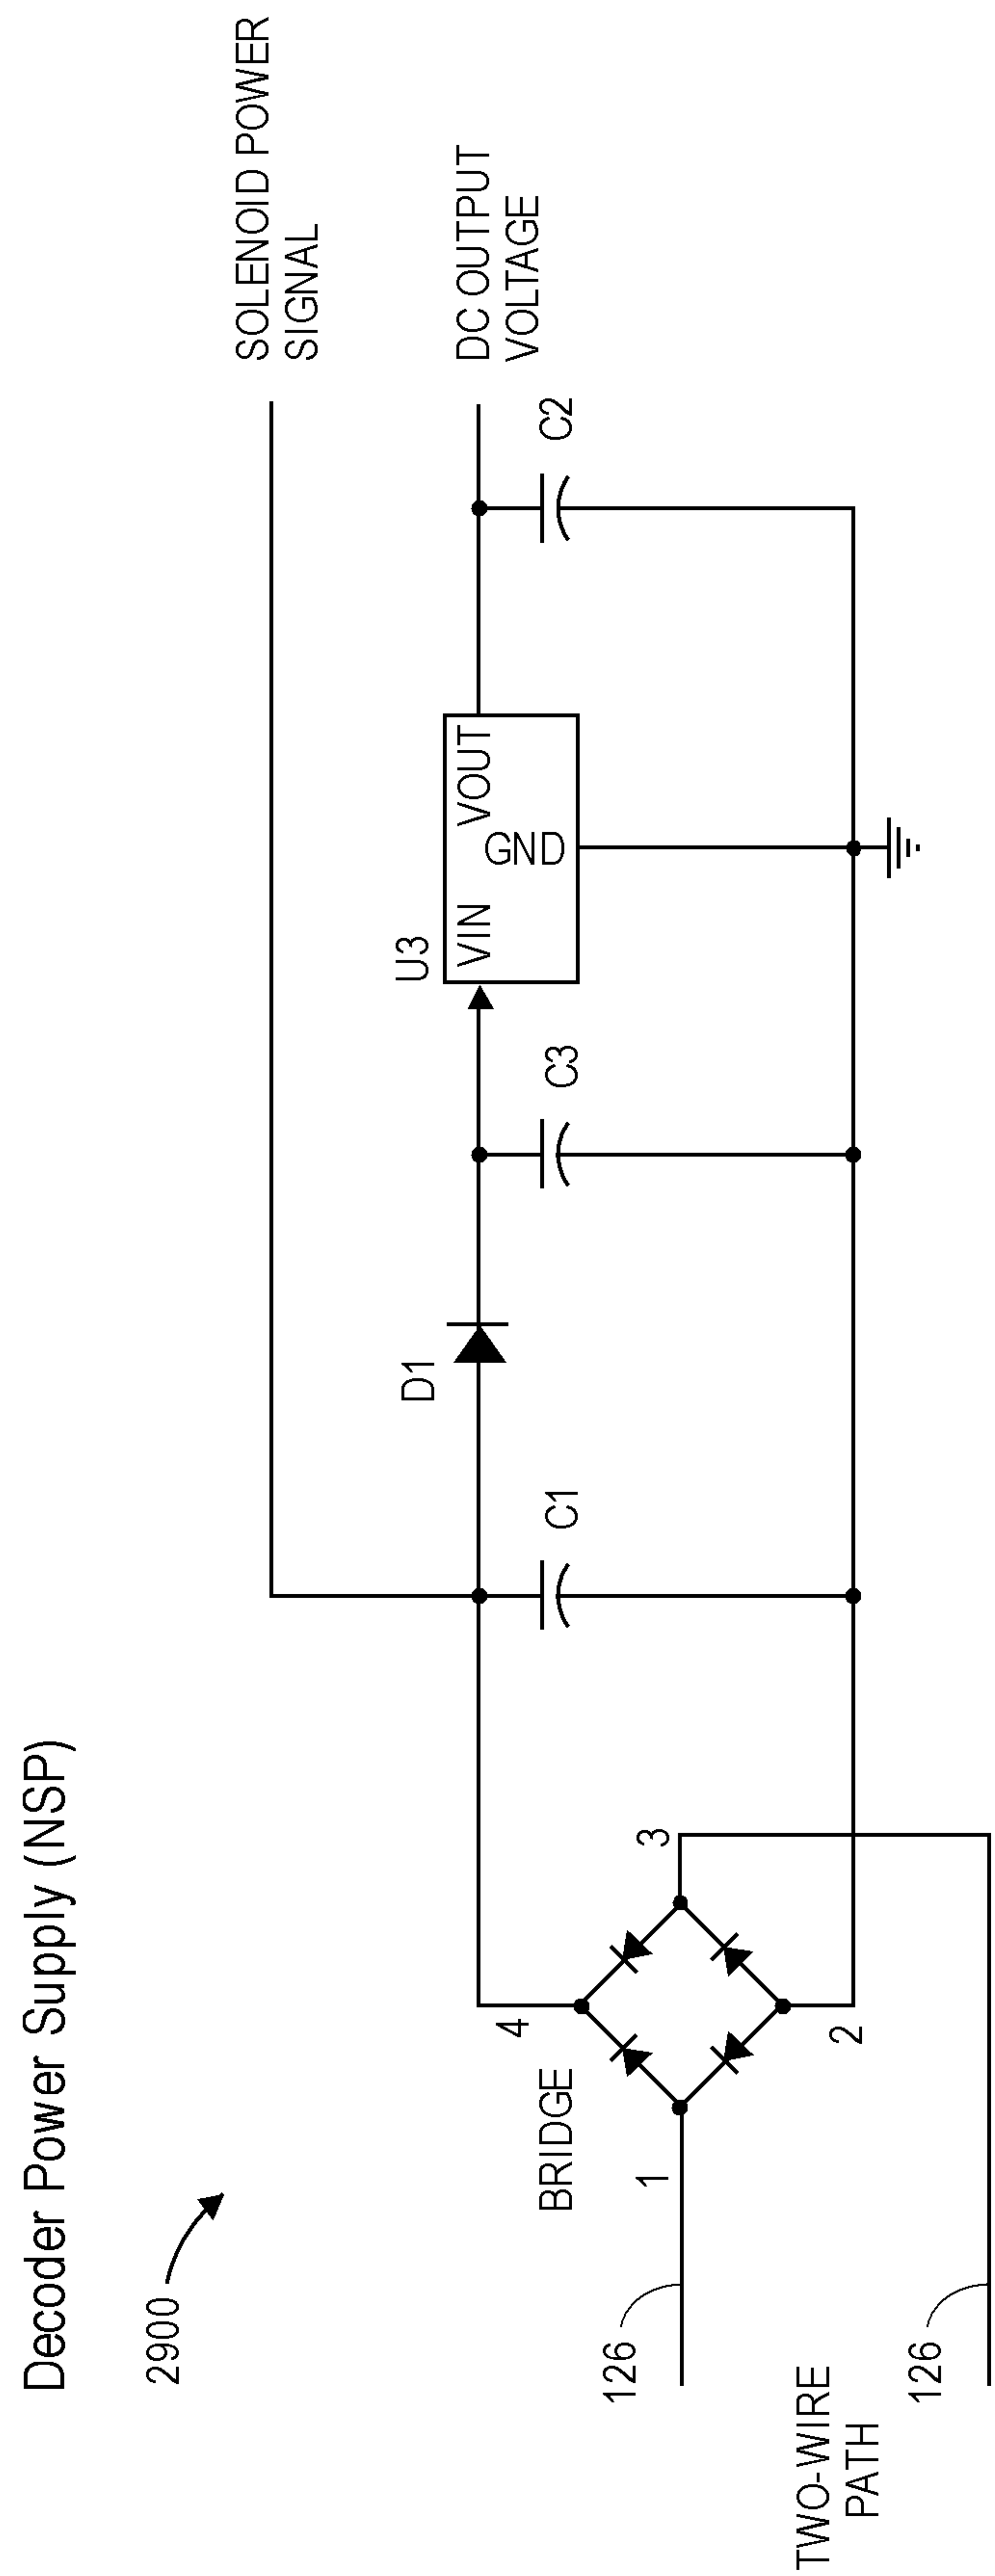 Decoder Power Supply (NSP)
2900
SOLENOID POWER
SIGNAL
DC OUTPUT
VOLTAGE
U3
VIN
VOUT
GND
D1
C1
C3
C2
BRIDGE
4
3
1
2
126
TWO-WIRE
PATH
126